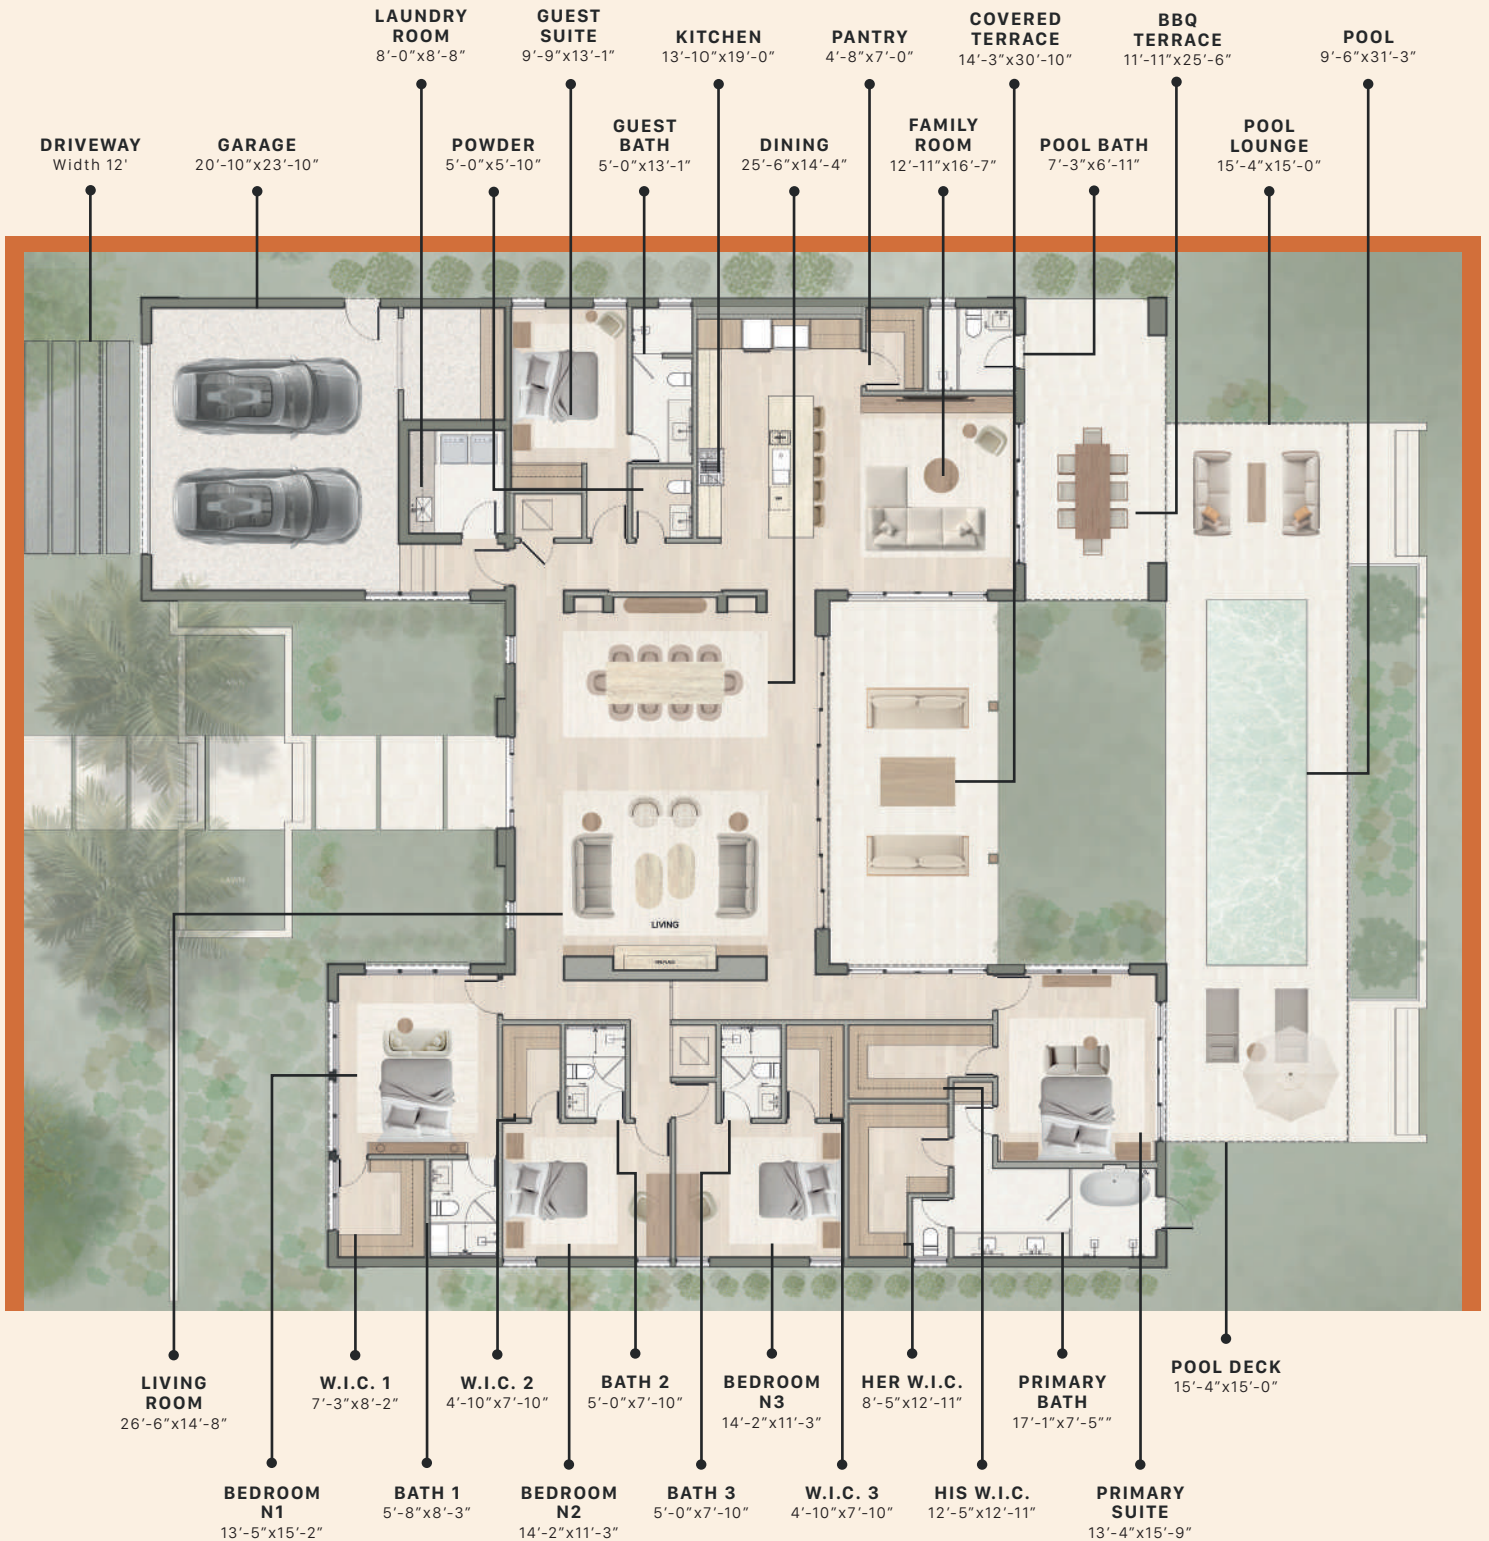 LAUNDRY
ROOM
8'-0"x8'-8"
GUEST
SUITE
9'-9"x13'-1"
KITCHEN
13'-10"x19'-0"
PANTRY
4'-8"x7'-0"
COVERED
TERRACE
14'-3"x30'-10"
BBQ
TERRACE
11'-11"x25'-6"
POOL
9'-6"x31'-3"
DRIVEWAY
Width 12'
GARAGE
20'-10"x23'-10"
POWDER
5'-0"x5'-10"
GUEST
BATH
5'-0"x13'-1"
DINING
25'-6"x14'-4"
FAMILY
ROOM
12'-11"x16'-7"
POOL BATH
7'-3"x6'-11"
POOL
LOUNGE
15'-4"x15'-0"
LIVING
LIVING
ROOM
26'-6"x14'-8"
W.I.C. 1
7'-3"x8'-2"
W.I.C. 2
4'-10"x7'-10"
BATH 2
5'-0"x7'-10"
BEDROOM
N3
14'-2"x11'-3"
HER W.I.C.
8'-5"x12'-11"
PRIMARY
BATH
17'-1"x7'-5""
POOL DECK
15'-4"x15'-0"
BEDROOM
N1
13'-5"x15'-2"
BATH 1
5'-8"x8'-3"
BEDROOM
N2
14'-2"x11'-3"
BATH 3
5'-0"x7'-10"
W.I.C. 3
4'-10"x7'-10"
HIS W.I.C.
12'-5"x12'-11"
PRIMARY
SUITE
13'-4"x15'-9"